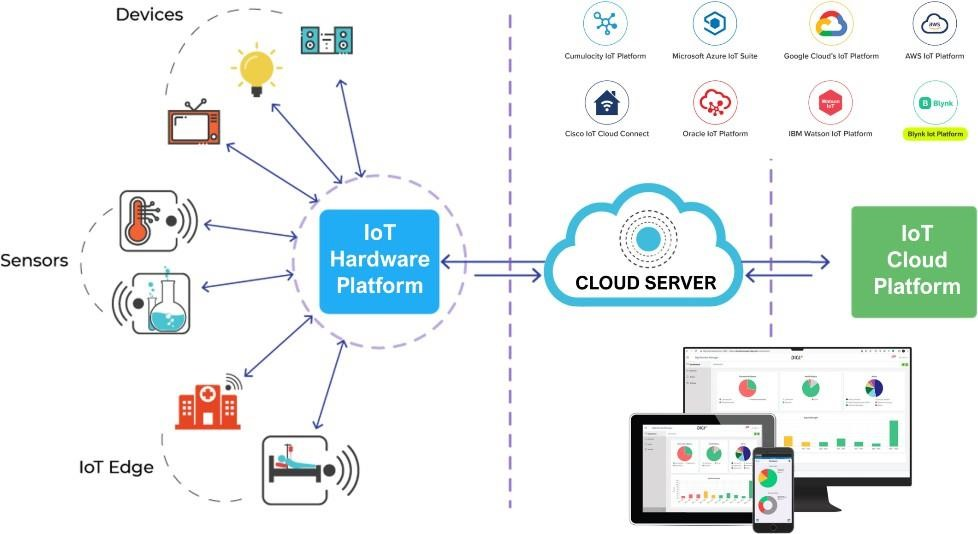 Devices
Sensors
IoT Edge
IoT
Hardware
Platform
Cumulocity IoT Platform
Microsoft Azure IoT Suite
Google Cloud's IoT Platform
aws
AWS IoT Platform
Cisco IoT Cloud Connect
Oracle IoT Platform
Watson
IoT
IBM Watson IoT Platform
B Blynk
Blynk Iot Platform
CLOUD SERVER
IoT
Cloud
Platform
DIGI
DIGI